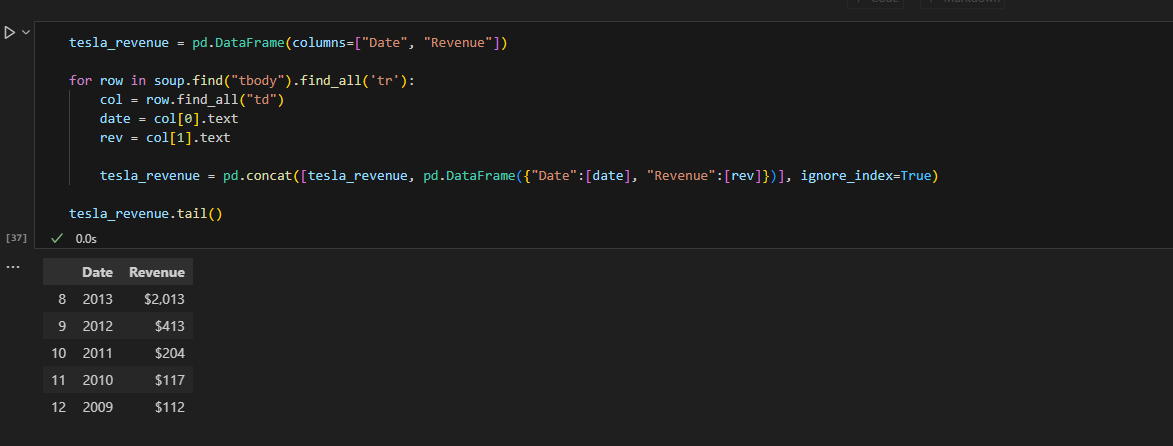 tesla_revenue = pd.DataFrame(columns=["Date", "Revenue"])
for row in soup.find("tbody").find_all('tr'):
    col = row.find_all("td")
    date = col[0].text
    rev = col[1].text
    tesla_revenue = pd.concat([tesla_revenue, pd.DataFrame({"Date":[date], "Revenue":[rev]})], ignore_index=True)
tesla_revenue.tail()
[37] 0.0s
...
Date Revenue
8 2013 $2,013
9 2012 $413
10 2011 $204
11 2010 $117
12 2009 $112